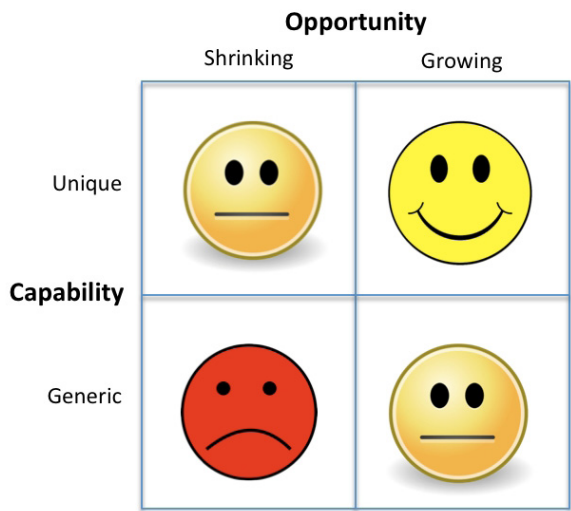 Opportunity
Shrinking Growing
Unique
Capability
Generic